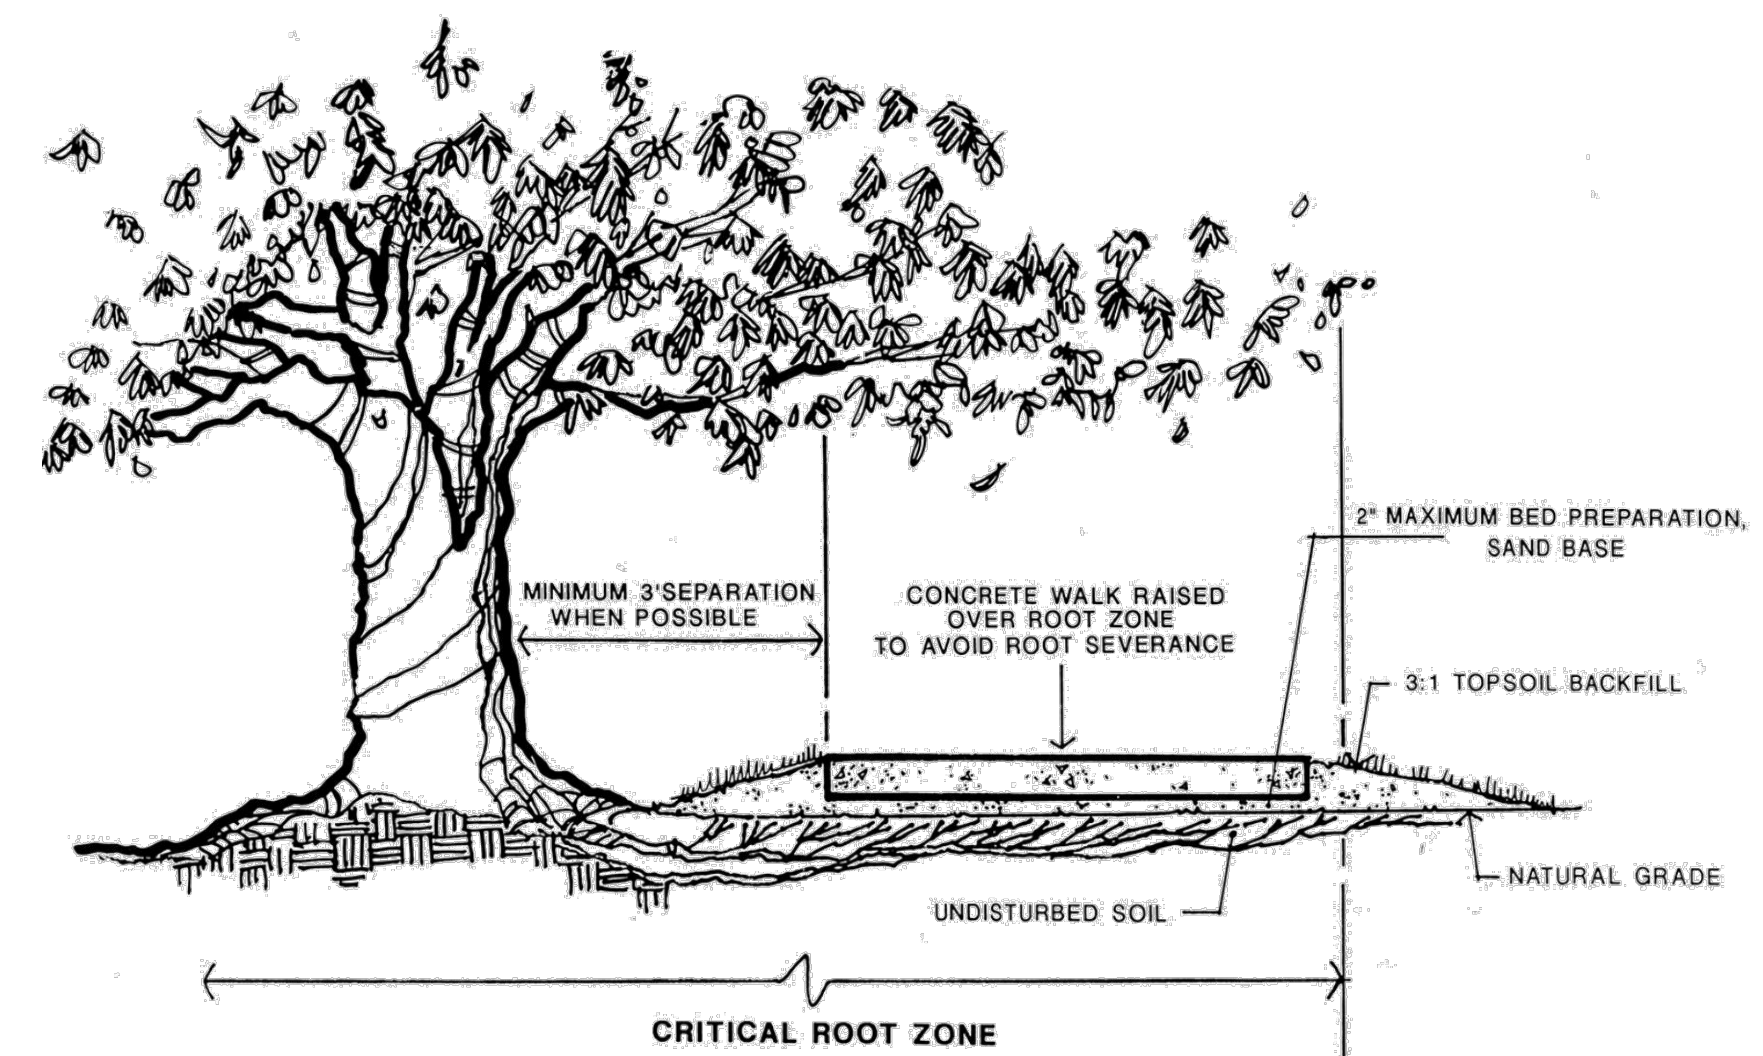 2" MAXIMUM BED PREPARATION,
SAND BASE
MINIMUM 3' SEPARATION
WHEN POSSIBLE
CONCRETE WALK RAISED
OVER ROOT ZONE
TO AVOID ROOT SEVERANCE
3:1 TOPSOIL BACKFILL
NATURAL GRADE
UNDISTURBED SOIL
CRITICAL ROOT ZONE